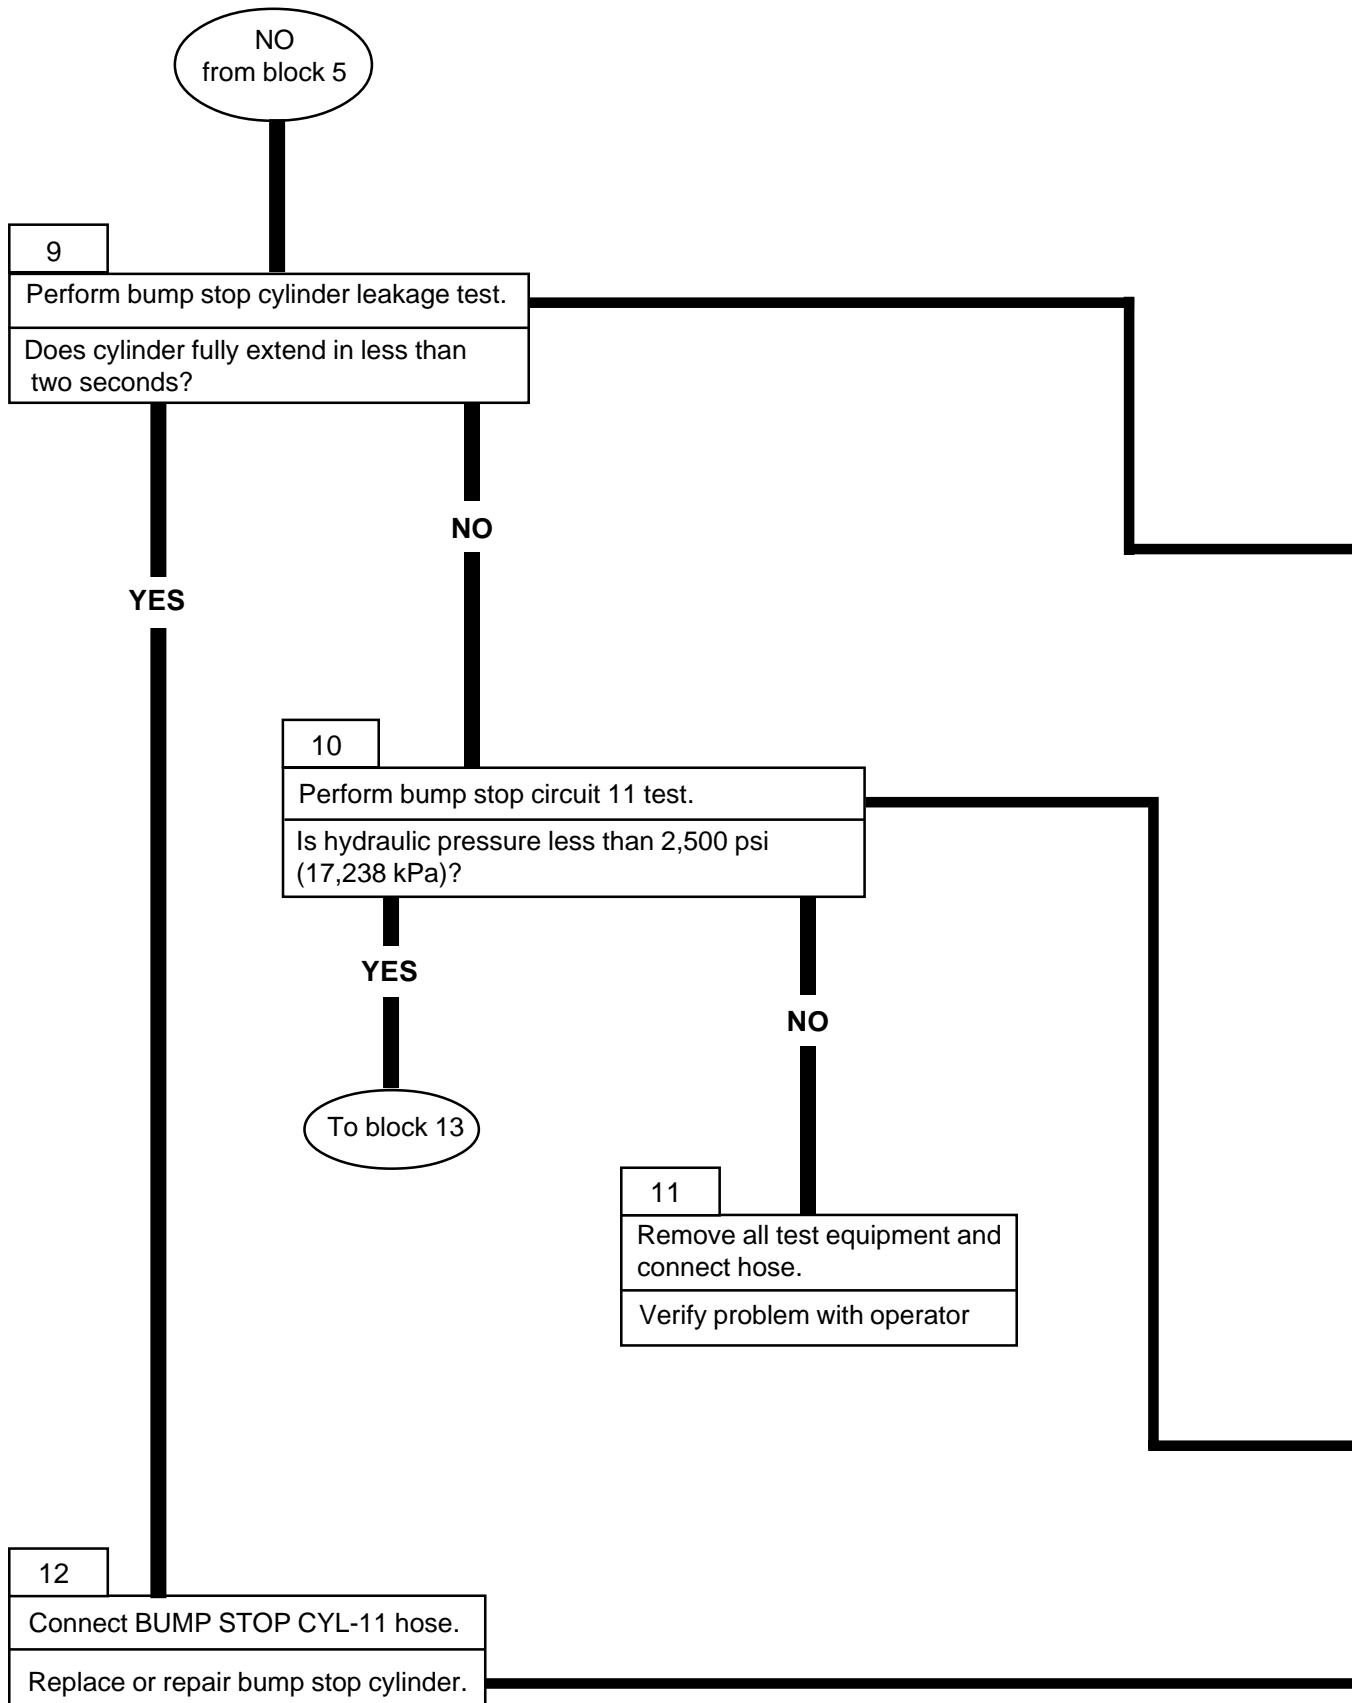 NO
from block 5
9
Perform bump stop cylinder leakage test.
Does cylinder fully extend in less than
two seconds?
NO
YES
10
Perform bump stop circuit 11 test.
Is hydraulic pressure less than 2,500 psi
(17,238 kPa)?
YES
NO
To block 13
11
Remove all test equipment and
connect hose.
Verify problem with operator
12
Connect BUMP STOP CYL-11 hose.
Replace or repair bump stop cylinder.